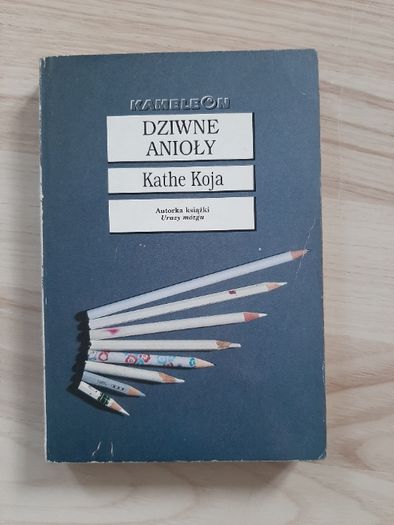 KAMELEON
DZIWNE
ANIOŁY
Kathe Koja
Autorka książki
Urazy mózgu